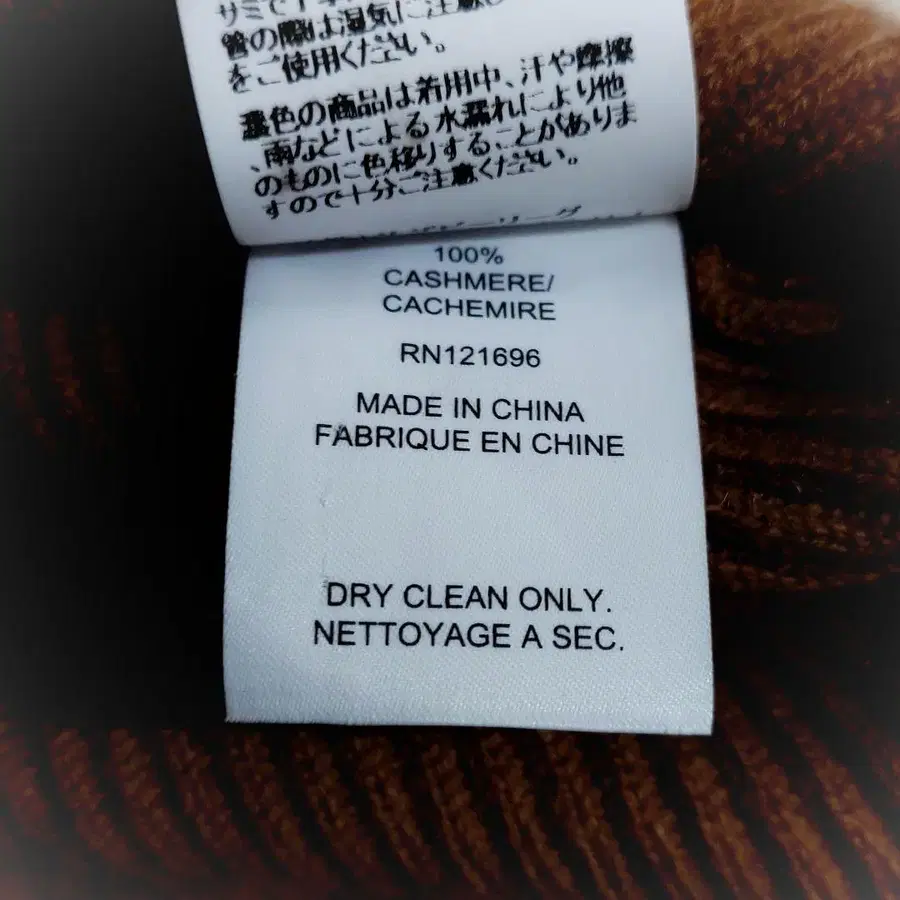 管の際は湿気に注意し
をご使用ください。
濃色の商品は着用中、汗や摩擦
、雨などによる水濡れにより他
のものに色移りすることがありま
すので十分ご注意ください。
100%
CASHMERE/
CACHEMIRE
RN121696
MADE IN CHINA
FABRIQUE EN CHINE
DRY CLEAN ONLY.
NETTOYAGE A SEC.